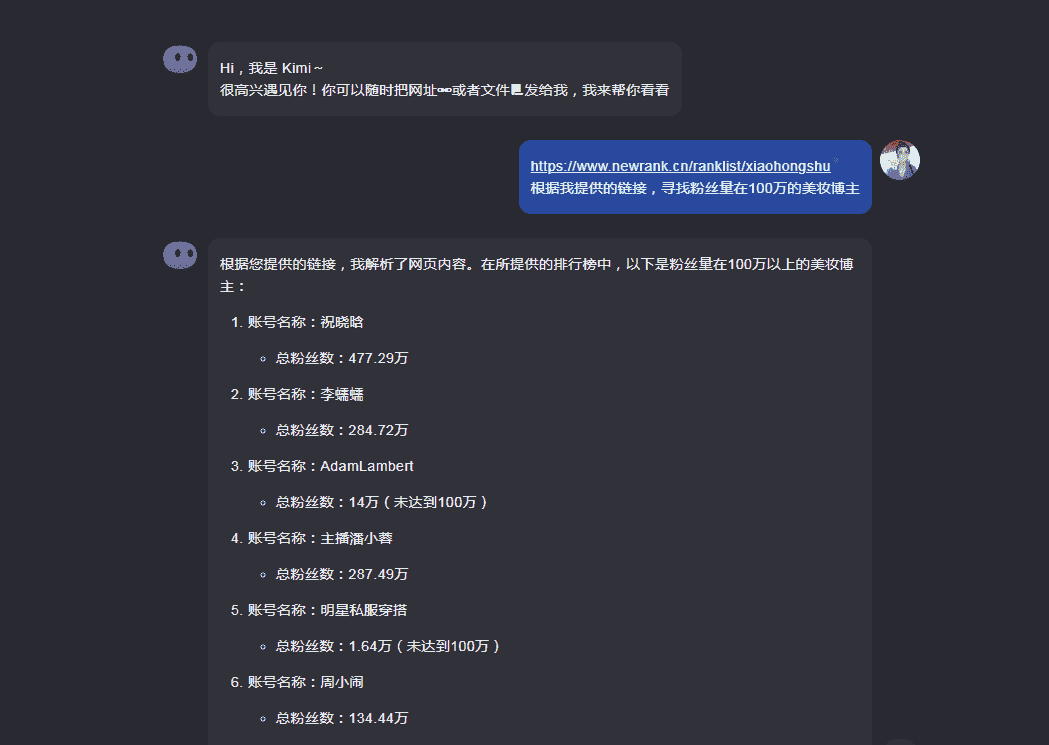 Hi，我是 Kimi～
很高兴遇见你！你可以随时把网址或者文件发给我，我来帮你看看
https://www.newrank.cn/ranklist/xiaohongshu
根据我提供的链接，寻找粉丝量在100万的美妆博主
根据您提供的链接，我解析了网页内容。在所提供的排行榜中，以下是粉丝量在100万以上的美妆博
主：
1. 账号名称：祝晓晗
总粉丝数：477.29万
2. 账号名称：李蠕蠕
总粉丝数：284.72万
3. 账号名称：AdamLambert
总粉丝数：14万（未达到100万）
4. 账号名称：主播潘小蓉
总粉丝数：287.49万
5. 账号名称：明星私服穿搭
总粉丝数：1.64万（未达到100万）
6. 账号名称：周小闹
总粉丝数：134.44万